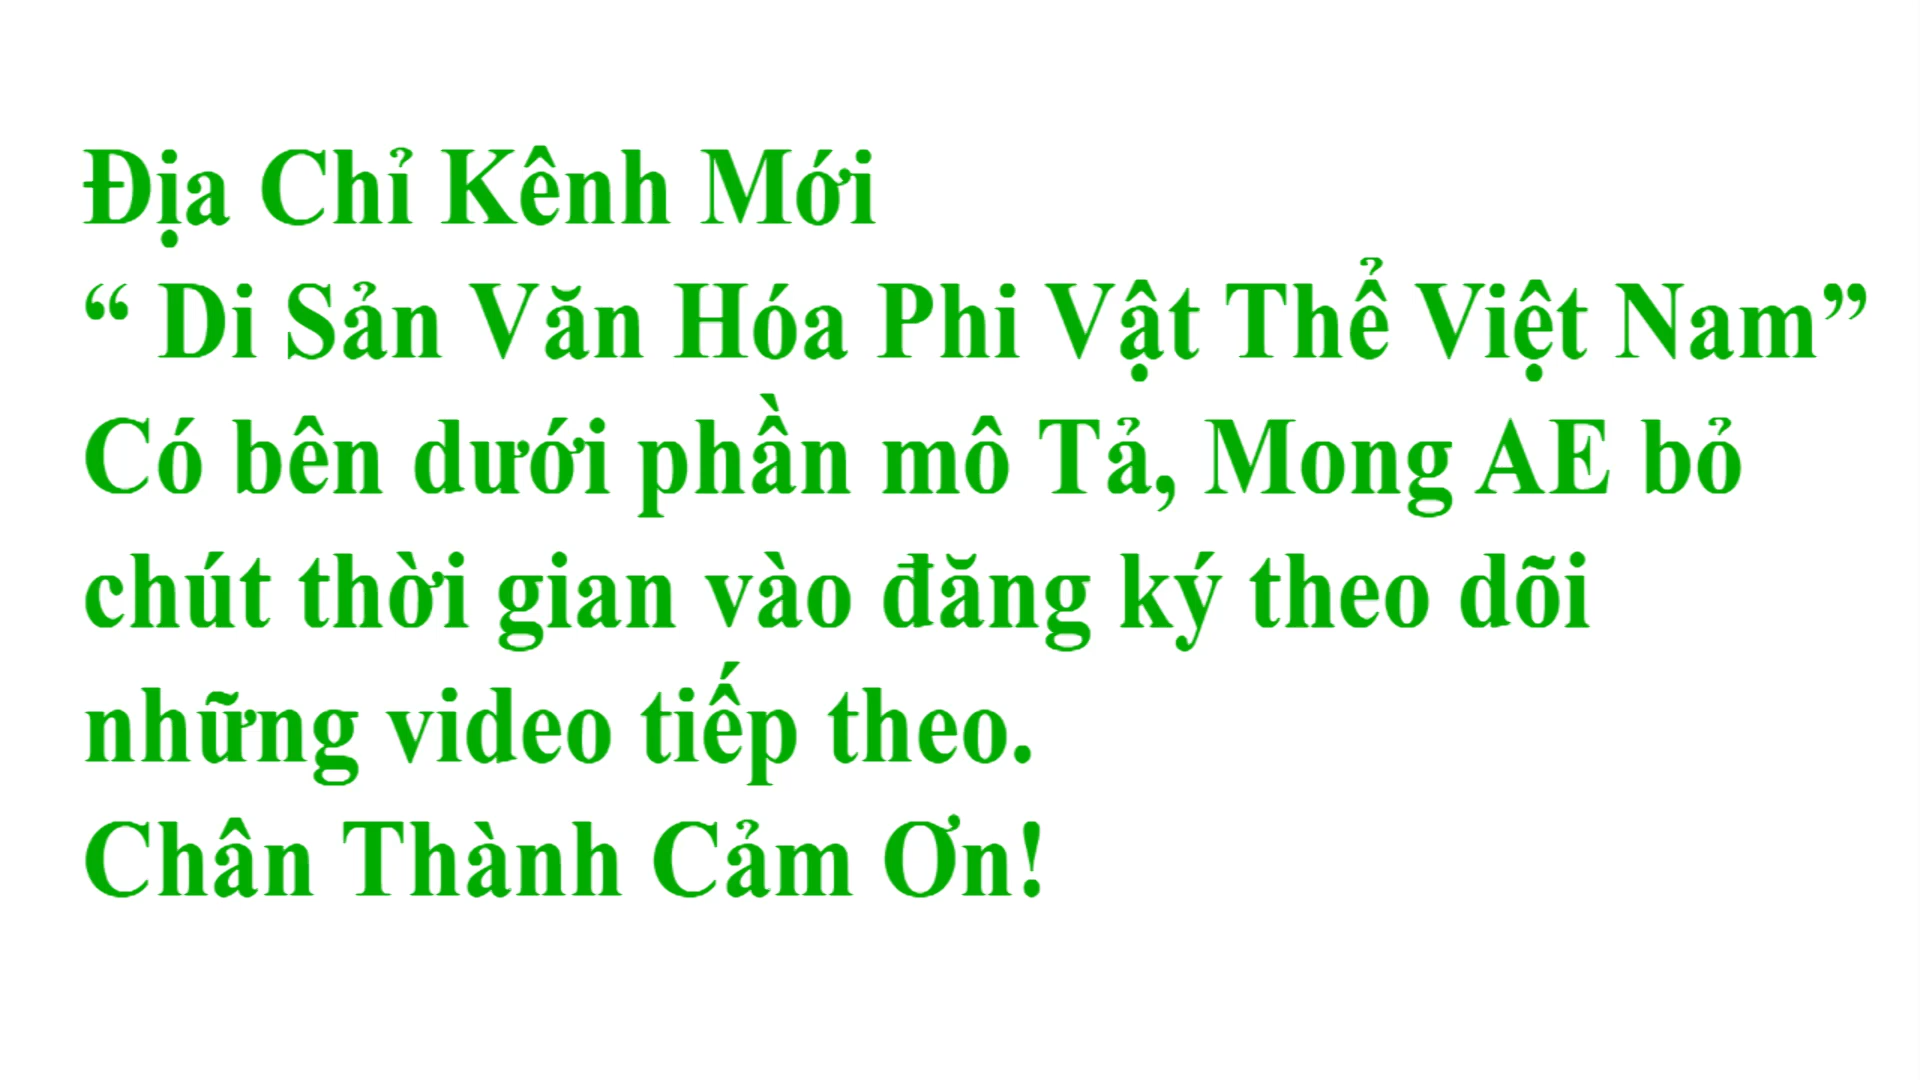 Địa Chỉ Kênh Mới
“ Di Sản Văn Hóa Phi Vật Thể Việt Nam”
Có bên dưới phần mô Tả, Mong AE bỏ
chút thời gian vào đăng ký theo dõi
những video tiếp theo.
Chân Thành Cảm Ơn!